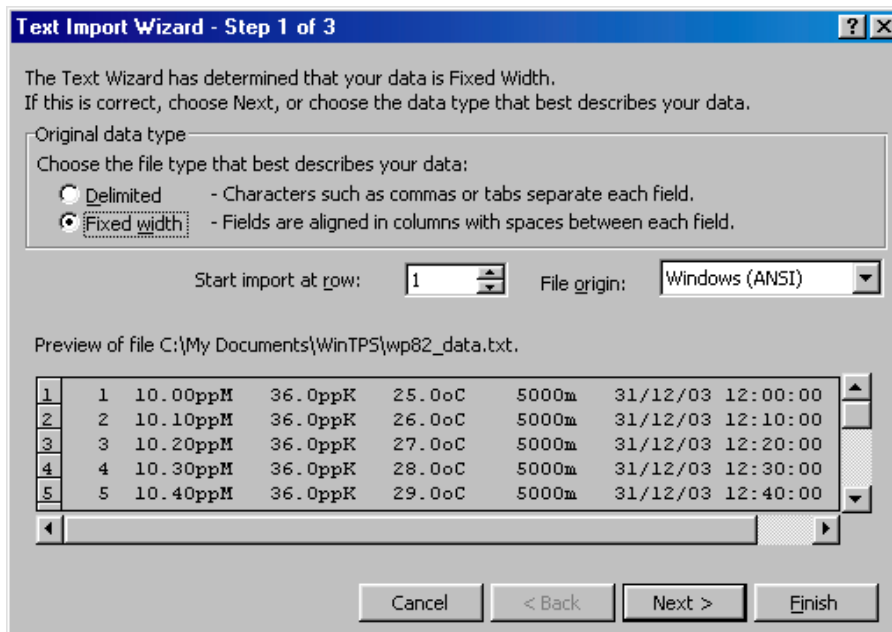 Text Import Wizard - Step 1 of 3
The Text Wizard has determined that your data is Fixed Width.
If this is correct, choose Next, or choose the data type that best describes your data.
Original data type
Choose the file type that best describes your data:
Delimited - Characters such as commas or tabs separate each field.
Fixed width - Fields are aligned in columns with spaces between each field.
Start import at row: 1 File origin: Windows (ANSI)
Preview of file C:\My Documents\WinTPS\wp82_data.txt.
1 1 10.00ppM 36.0ppK 25.0oC 5000m 31/12/03 12:00:00
2 2 10.10ppM 36.0ppK 26.0oC 5000m 31/12/03 12:10:00
3 3 10.20ppM 36.0ppK 27.0oC 5000m 31/12/03 12:20:00
4 4 10.30ppM 36.0ppK 28.0oC 5000m 31/12/03 12:30:00
5 5 10.40ppM 36.0ppK 29.0oC 5000m 31/12/03 12:40:00
Cancel < Back Next > Finish